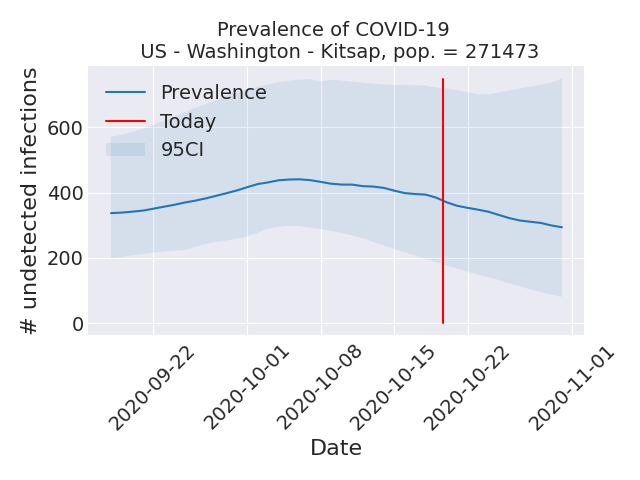 Prevalence of COVID-19
US - Washington - Kitsap, pop. = 271473
# undetected infections
600
400
200
0
Prevalence
Today
95CI
2020-09-22
2020-10-01
2020-10-08
2020-10-15
2020-10-22
2020-11-01
Date